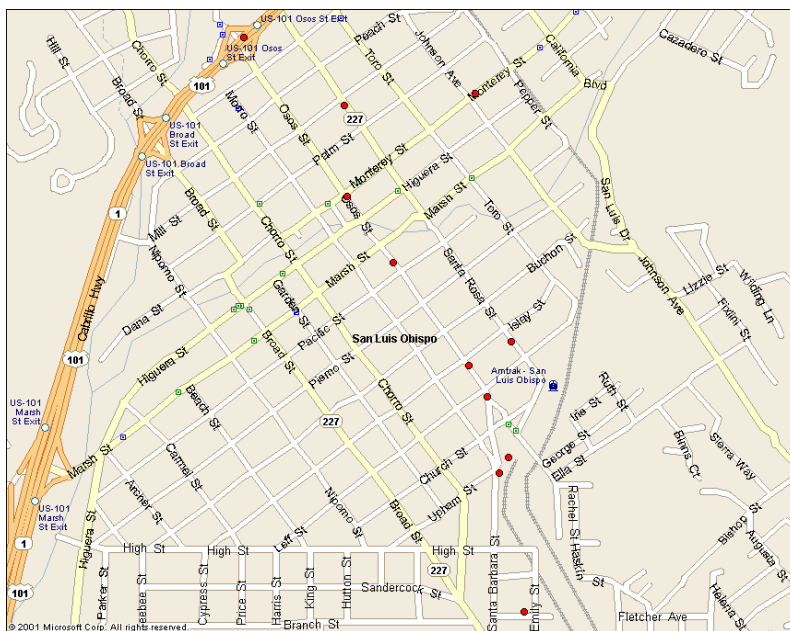 US-101 Osos St Exit
Peach St
Hill St
Chorro St
Johnson Ave
California Blvd
Cazadero St
US-101 Osos
St Exit
Toro St
Monterey St
Broad St
101
Morro St
Osos St
227
Pepper St
US-101
Broad
St Exit
Palm St
US-101 Broad
St Exit
Monterey St
Higuera St
San Luis Dr
1
Mill St
Broad St
Chorro St
Osos St
Marsh St
Toro St
Nipomo St
Marsh St
Santa Rosa St
Buchon St
Johnson Ave
Lizzie St
Wilding Ln
Fixlini St
Cabrillo Hwy
Dana St
Garden St
Pacific St
San Luis Obispo
Islay St
101
Higuera St
Broad St
Pismo St
Amtrak - San
Luis Obispo
Ruth St
Iris St
US-101
Marsh
St Exit
Beach St
227
Chorro St
George St
Ella St
Binns Ct
Sierra Way
Marsh St
Carmel St
Church St
US-101
Marsh
St Exit
Archer St
Nipomo St
Broad St
Upham St
Rachel St
Haskin St
Bishop St
Augusta St
1
Higuera St
High St
High St
Leff St
High St
227
Santa Barbara St
Emily St
101
Parker St
Beebee St
Cypress St
Price St
Harris St
King St
Hutton St
Sandercock St
Helena St
Branch St
Fletcher Ave
© 2001 Microsoft Corp. All rights reserved.